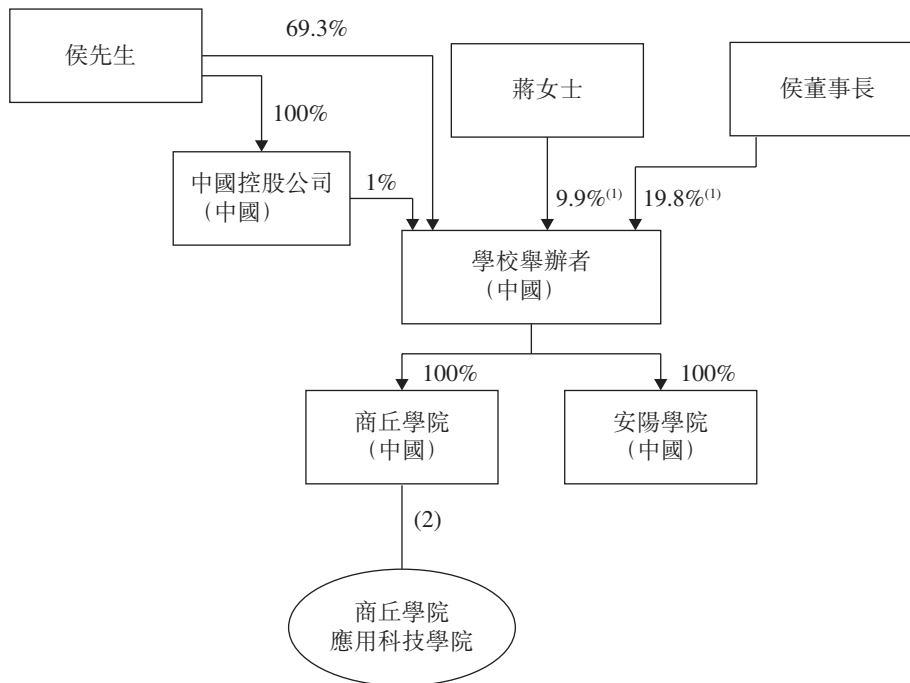 侯先生
69.3%
蔣女士
侯董事長
100%
中國控股公司
（中國）
1%
9.9%(1)
19.8%(1)
學校舉辦者
（中國）
100%
100%
商丘學院
（中國）
安陽學院
（中國）
(2)
商丘學院
應用科技學院